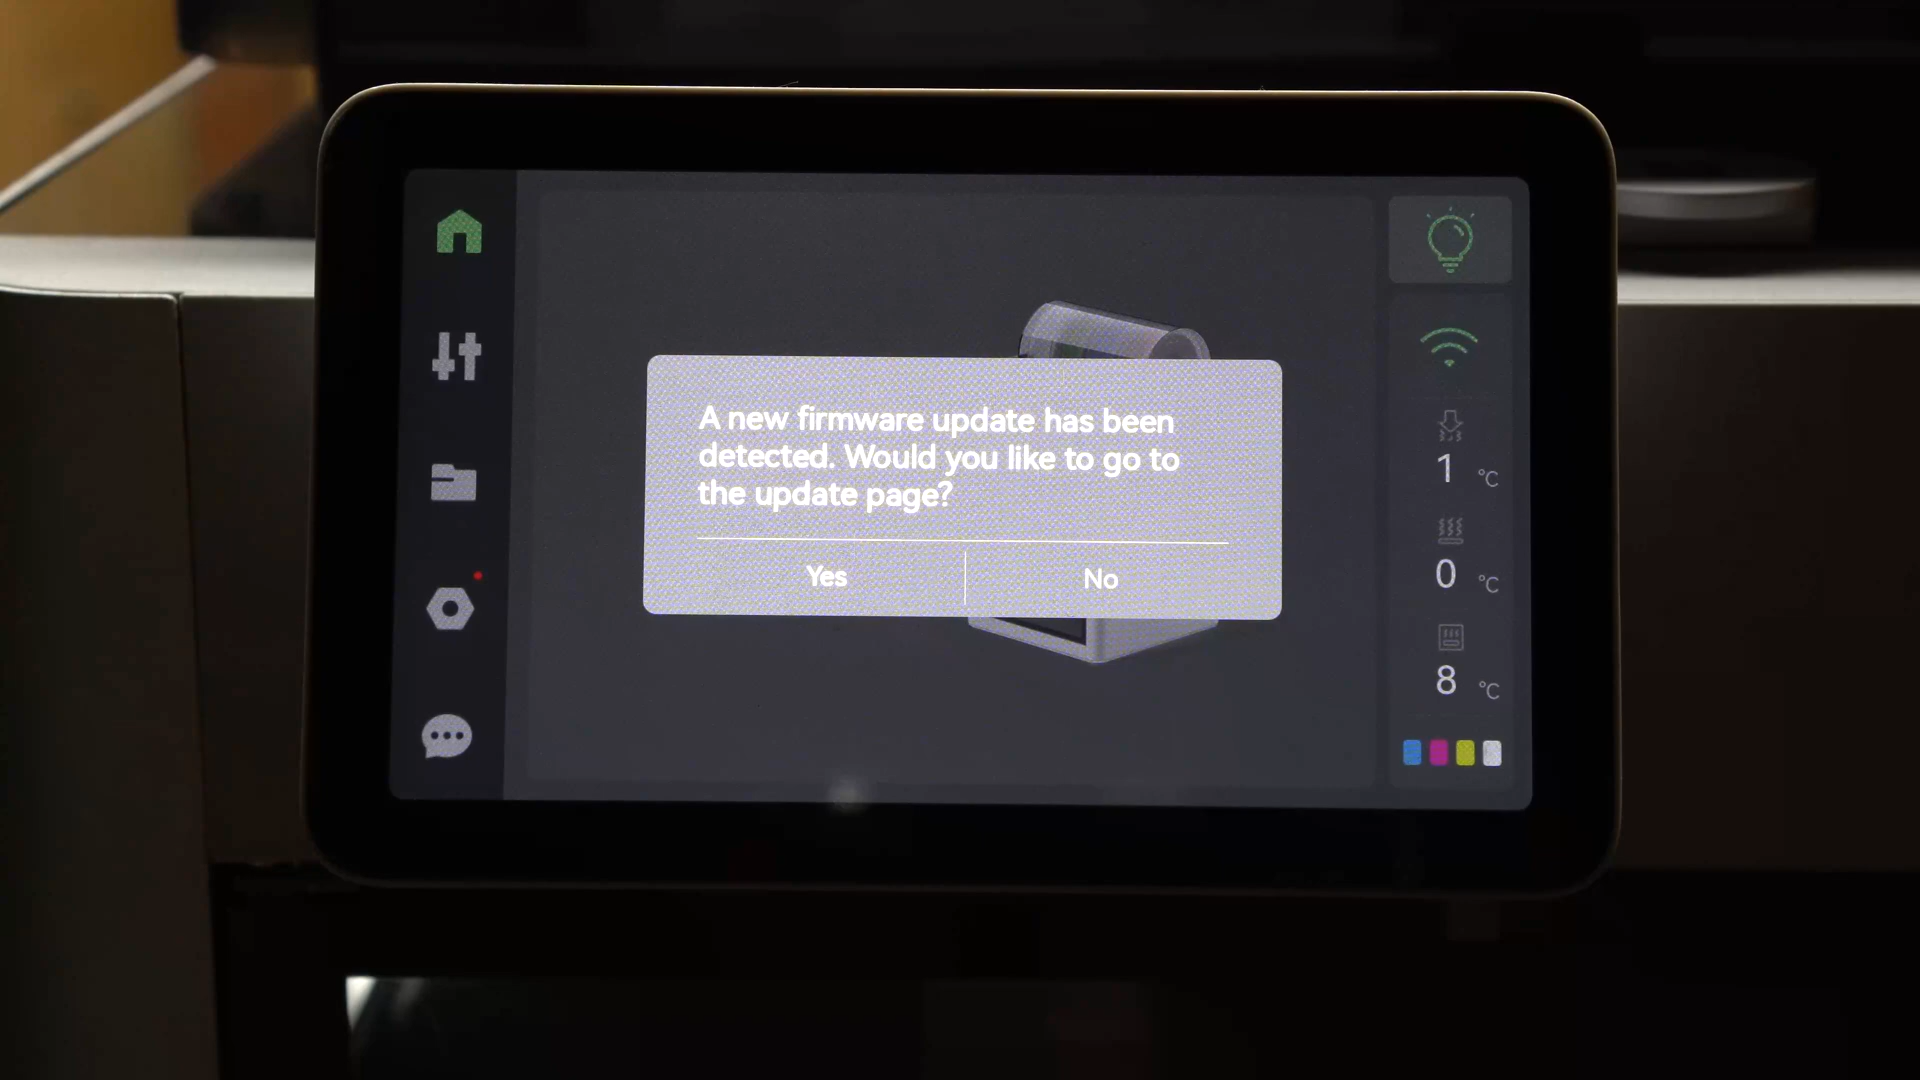 A new firmware update has been
detected. Would you like to go to
the update page?
Yes
No
1 °C
0 °C
8 °C